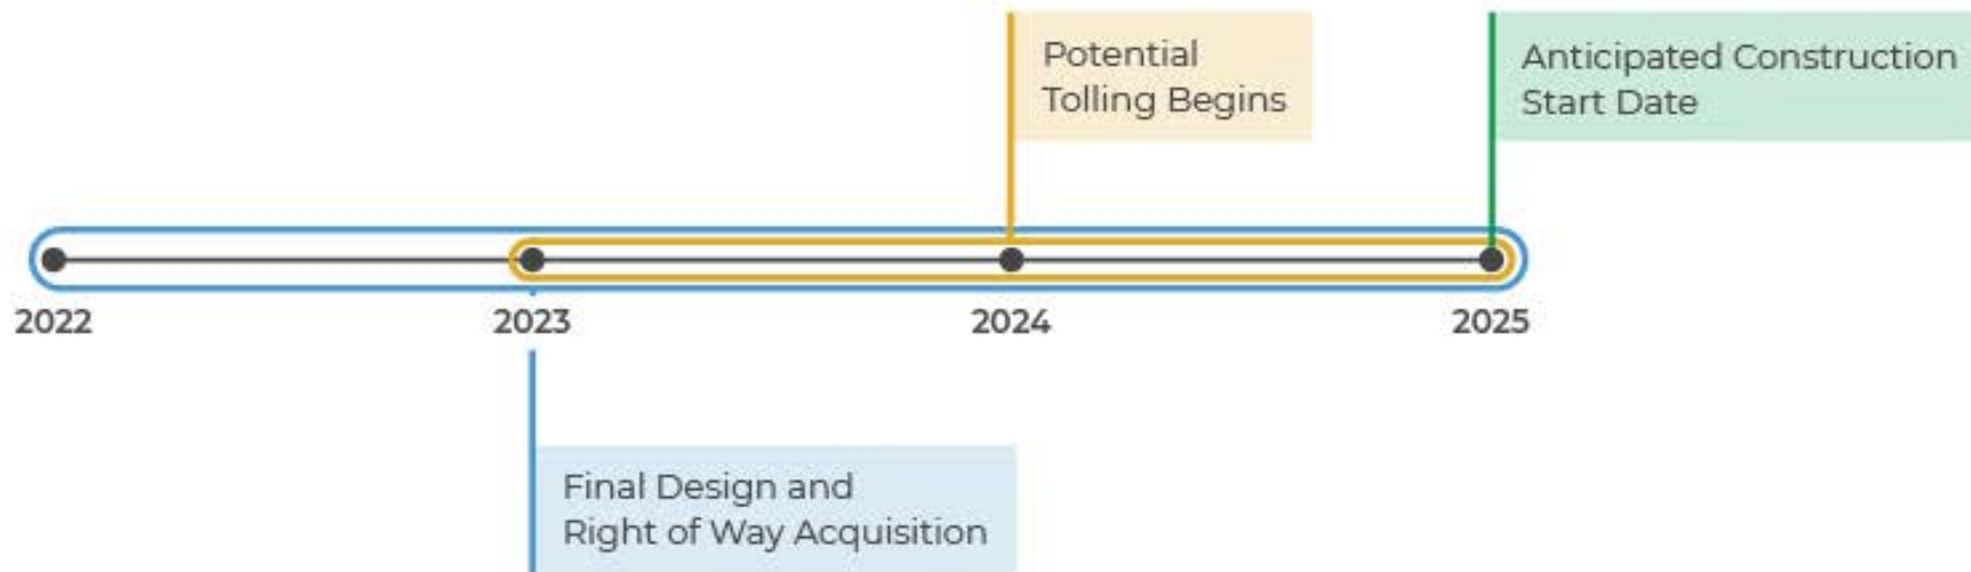 Potential
Tolling Begins
Anticipated Construction
Start Date
2022
2023
2024
2025
Final Design and
Right of Way Acquisition